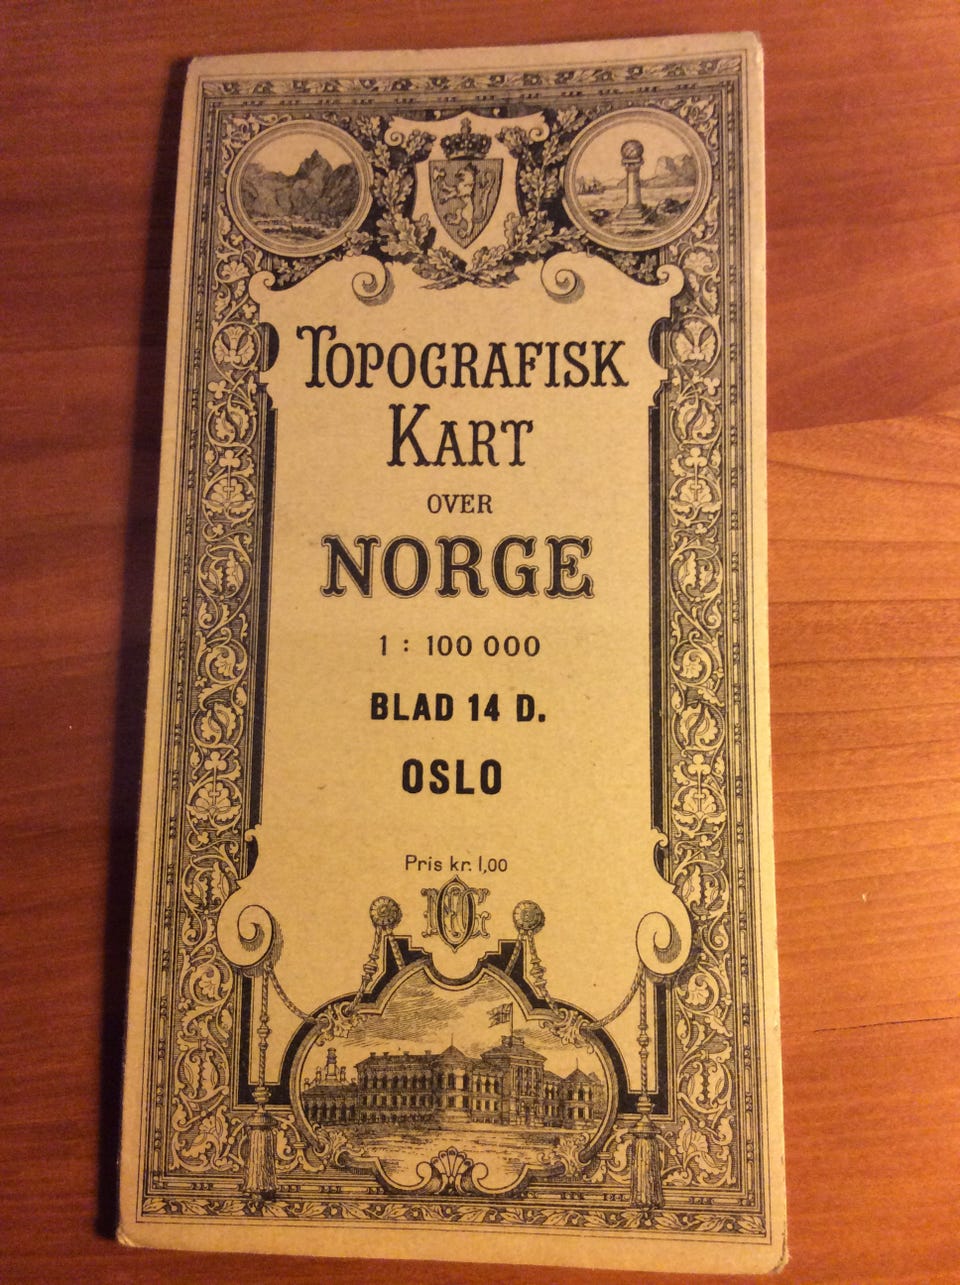 TOPOGRAFISK
KART
OVER
NORGE
1 : 100 000
BLAD 14 D.
OSLO
Pris kr. 1,00